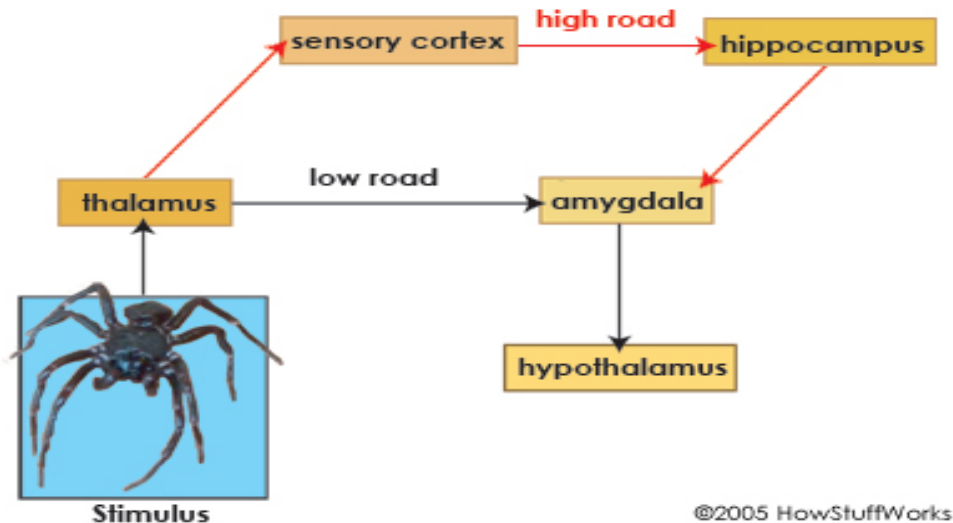 high road
sensory cortex
hippocampus
low road
thalamus
amygdala
hypothalamus
Stimulus
©2005 HowStuffWorks